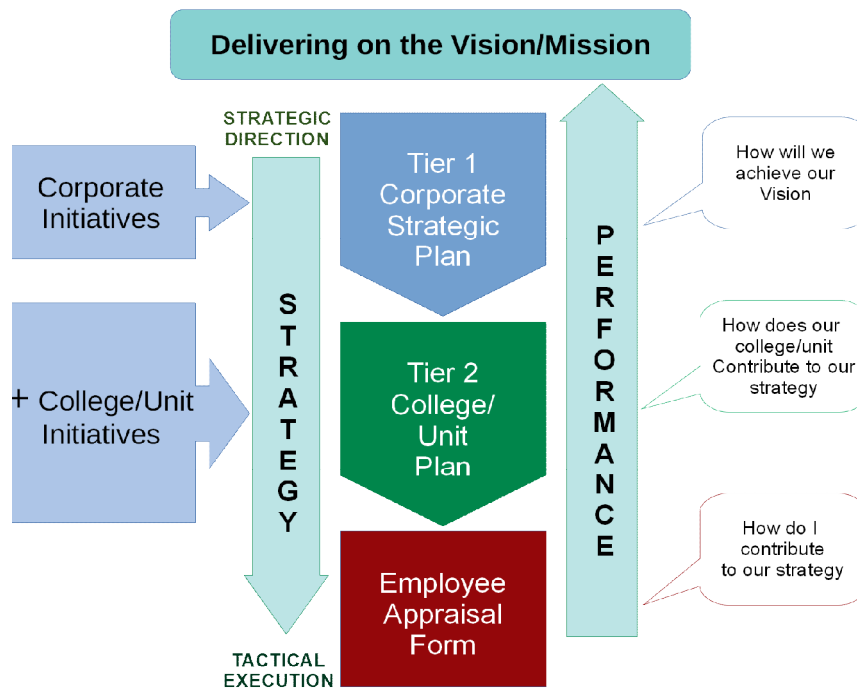 Delivering on the Vision/Mission
STRATEGIC
DIRECTION
Corporate
Initiatives
+ College/Unit
Initiatives
STRATEGY
TACTICAL
EXECUTION
Tier 1
Corporate
Strategic
Plan
Tier 2
College/
Unit
Plan
Employee
Appraisal
Form
PERFORMANCE
How will we
achieve our
Vision
How does our
college/unit
Contribute to our
strategy
How do I
contribute
to our strategy